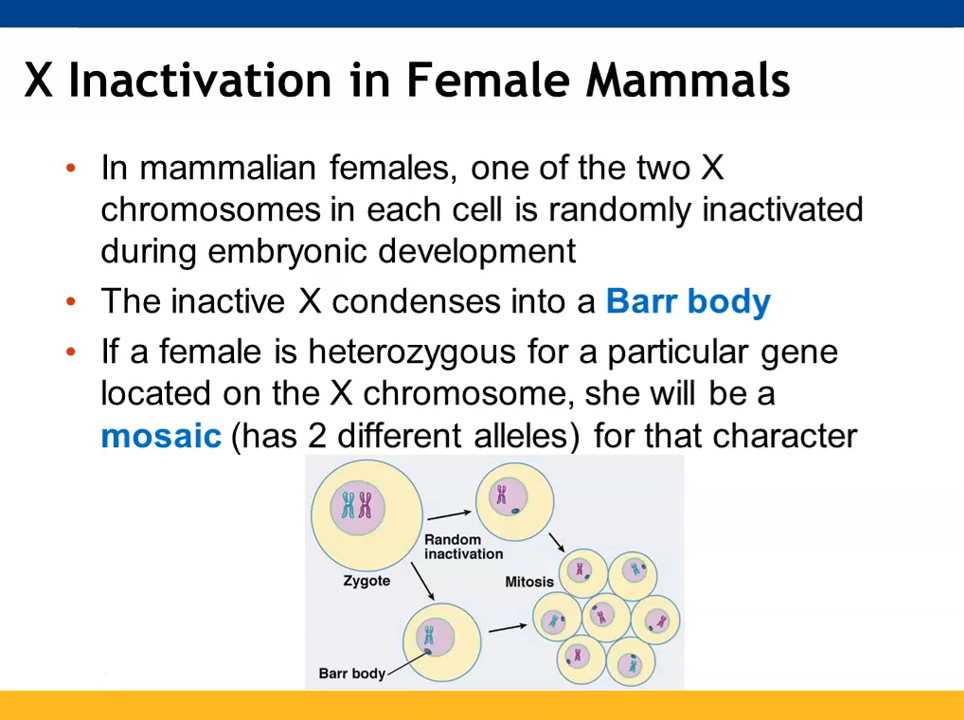 X Inactivation in Female Mammals
• In mammalian females, one of the two X
chromosomes in each cell is randomly inactivated
during embryonic development
• The inactive X condenses into a Barr body
• If a female is heterozygous for a particular gene
located on the X chromosome, she will be a
mosaic (has 2 different alleles) for that character
Random
inactivation
Zygote
Mitosis
Barr body